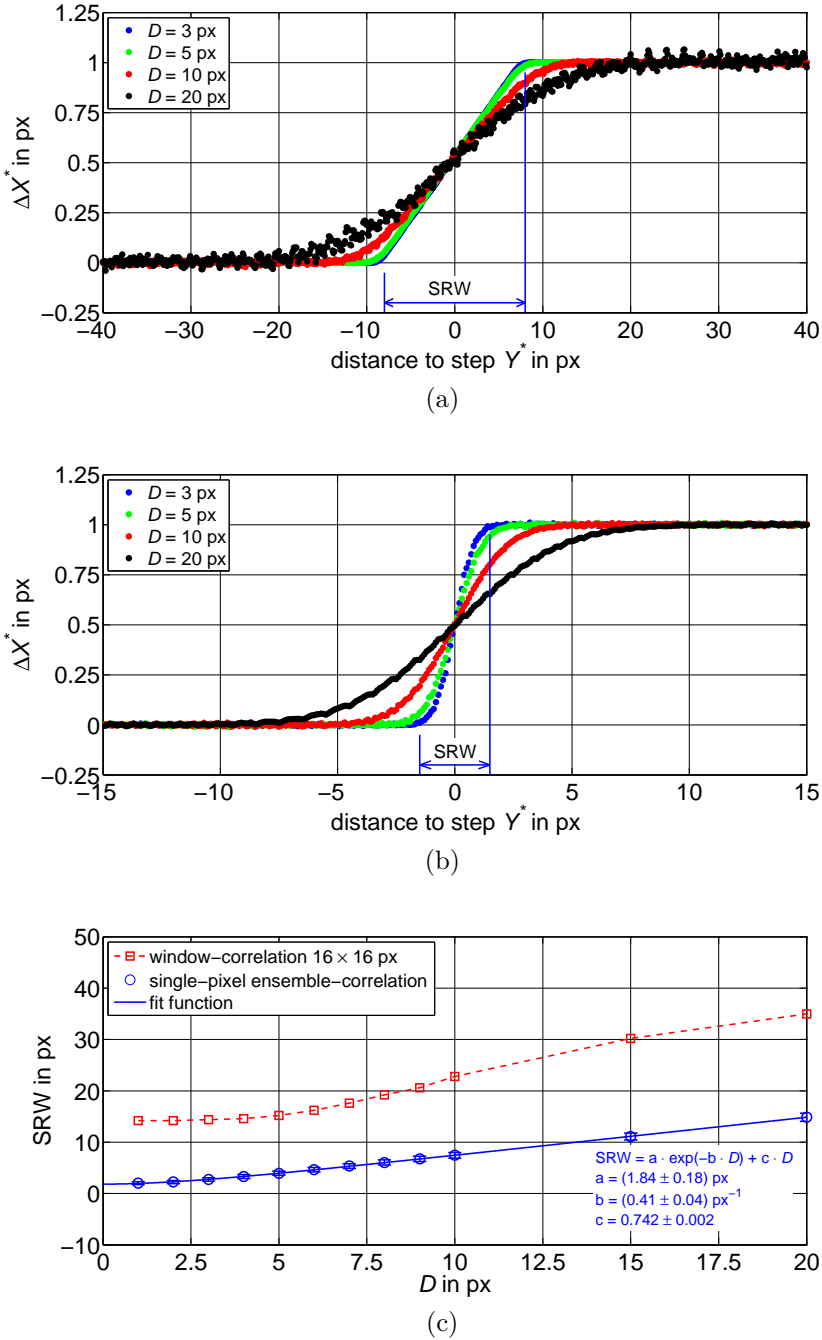 1.25
1
0.75
0.5
0.25
0
−0.25
ΔX* in px
D = 3 px
D = 5 px
D = 10 px
D = 20 px
SRW
−40 −30 −20 −10 0 10 20 30 40
distance to step Y* in px
(a)
1.25
1
0.75
0.5
0.25
0
−0.25
ΔX* in px
D = 3 px
D = 5 px
D = 10 px
D = 20 px
SRW
−15 −10 −5 0 5 10 15
distance to step Y* in px
(b)
50
40
30
20
10
0
−10
SRW in px
window−correlation 16 × 16 px
single−pixel ensemble−correlation
fit function
SRW = a · exp(−b · D) + c · D
a = (1.84 ± 0.18) px
b = (0.41 ± 0.04) px⁻¹
c = 0.742 ± 0.002
0 2.5 5 7.5 10 12.5 15 17.5 20
D in px
(c)